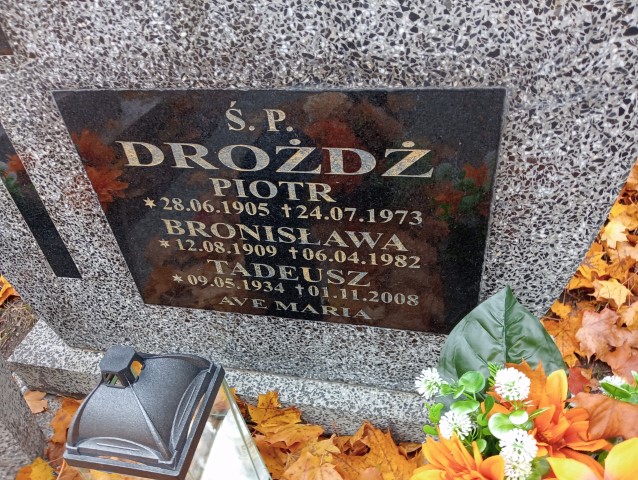 Ś. P.
DROŻDŻ
PIOTR
✶28.06.1905 †24.07.1973
BRONISŁAWA
✶12.08.1909 †06.04.1982
TADEUSZ
✶09.05.1934 †01.11.2008
AVE MARIA